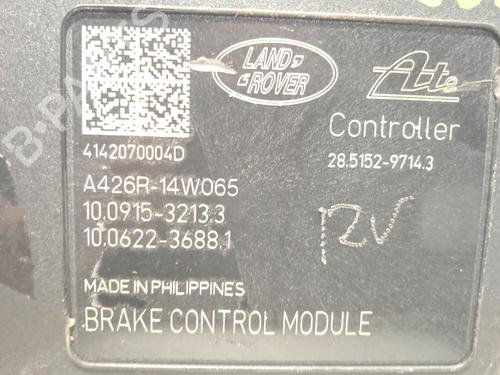 LAND
ROVER
Ate
Controller
4142070004D
28.5152-9714.3
A426R-14W065
10.0915-3213.3
10.0622-3688.1
12V
MADE IN PHILIPPINES
BRAKE CONTROL MODULE
B-PARTS